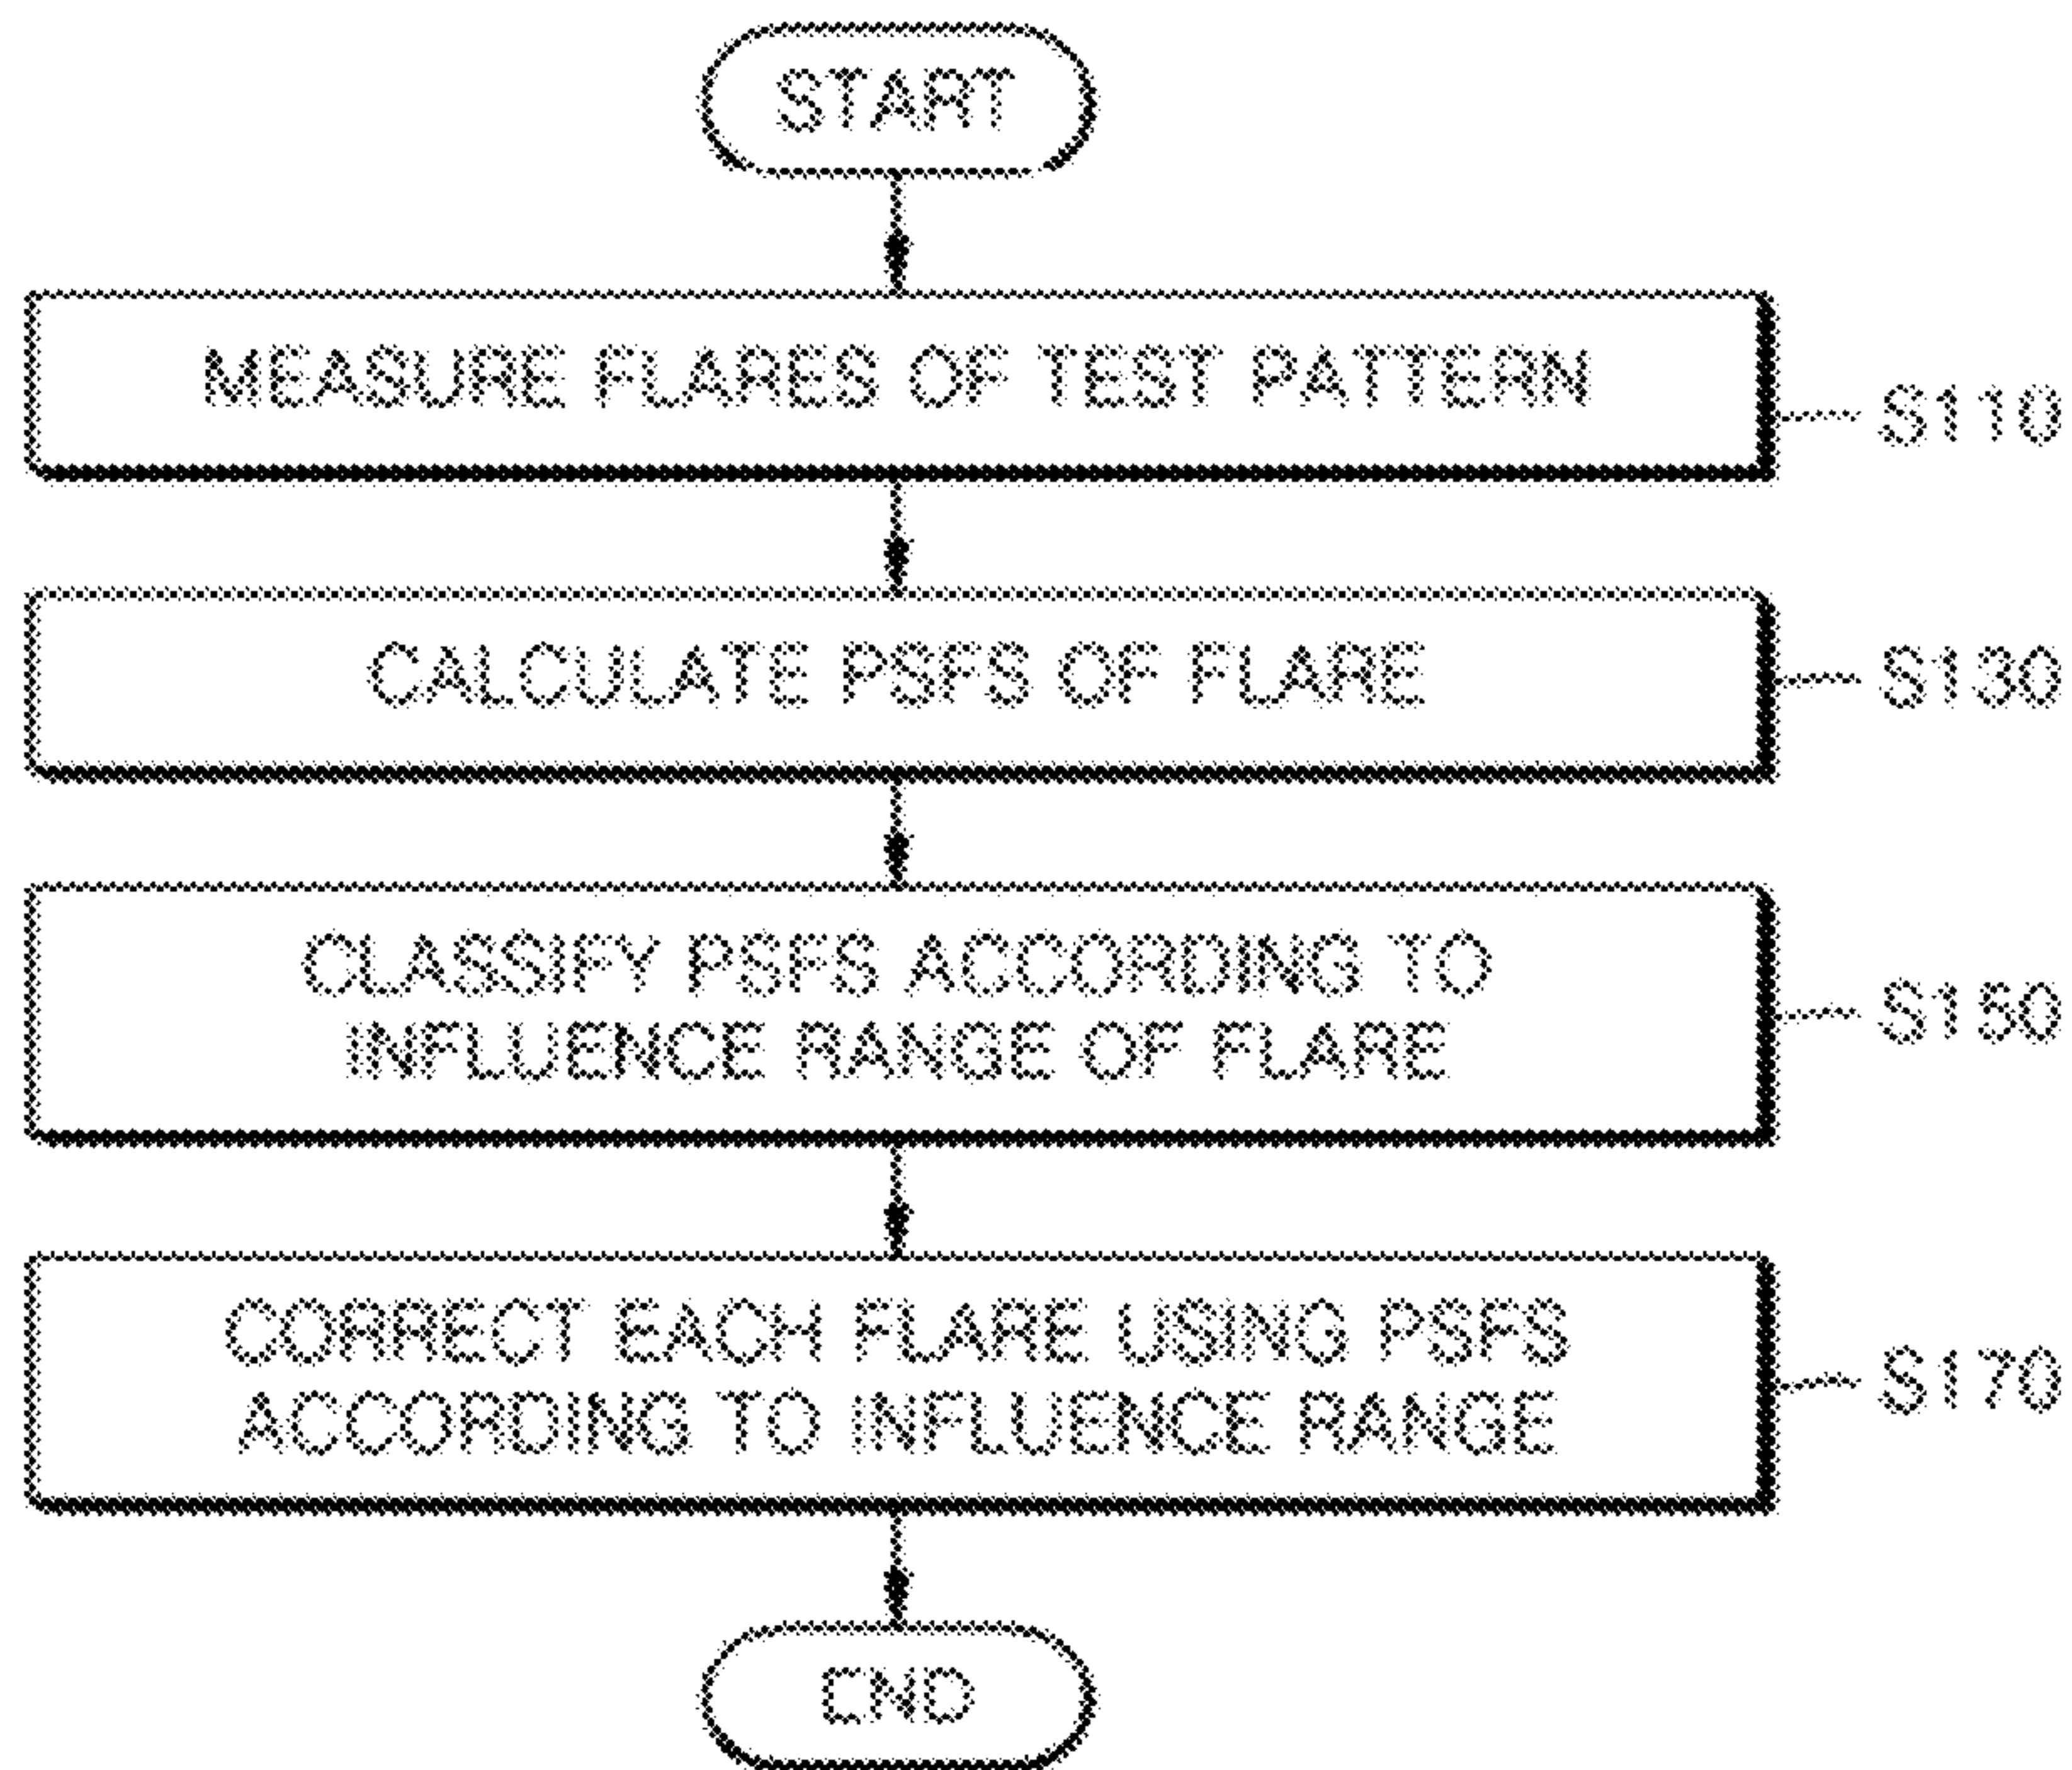 START
MEASURE FLARES OF TEST PATTERN
S110
CALCULATE PSFS OF FLARE
S130
CLASSIFY PSFS ACCORDING TO
INFLUENCE RANGE OF FLARE
S150
CORRECT EACH FLARE USING PSFS
ACCORDING TO INFLUENCE RANGE
S170
END